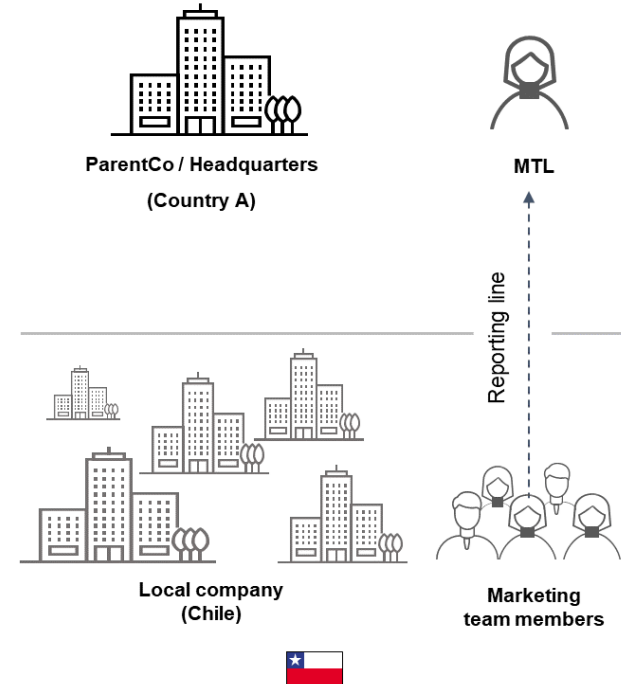 ParentCo / Headquarters
(Country A)
MTL
Reporting line
Local company
(Chile)
Marketing
team members